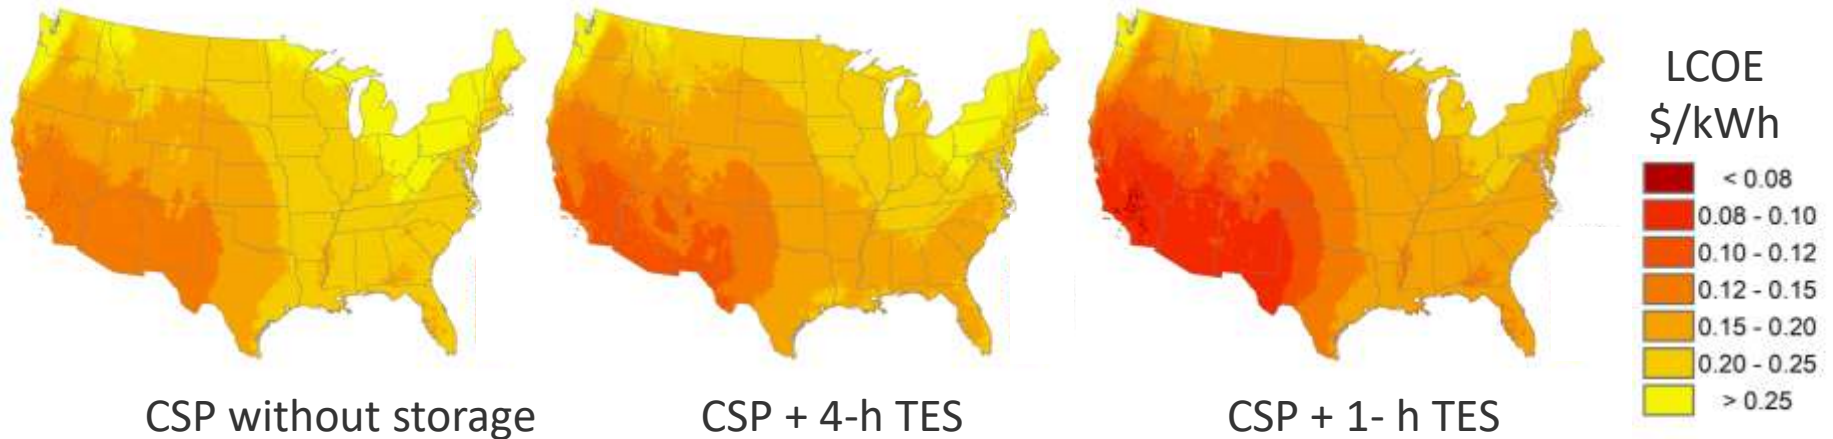 LCOE
$/kWh
< 0.08
0.08 - 0.10
0.10 - 0.12
0.12 - 0.15
0.15 - 0.20
0.20 - 0.25
> 0.25
CSP without storage
CSP + 4-h TES
CSP + 1- h TES